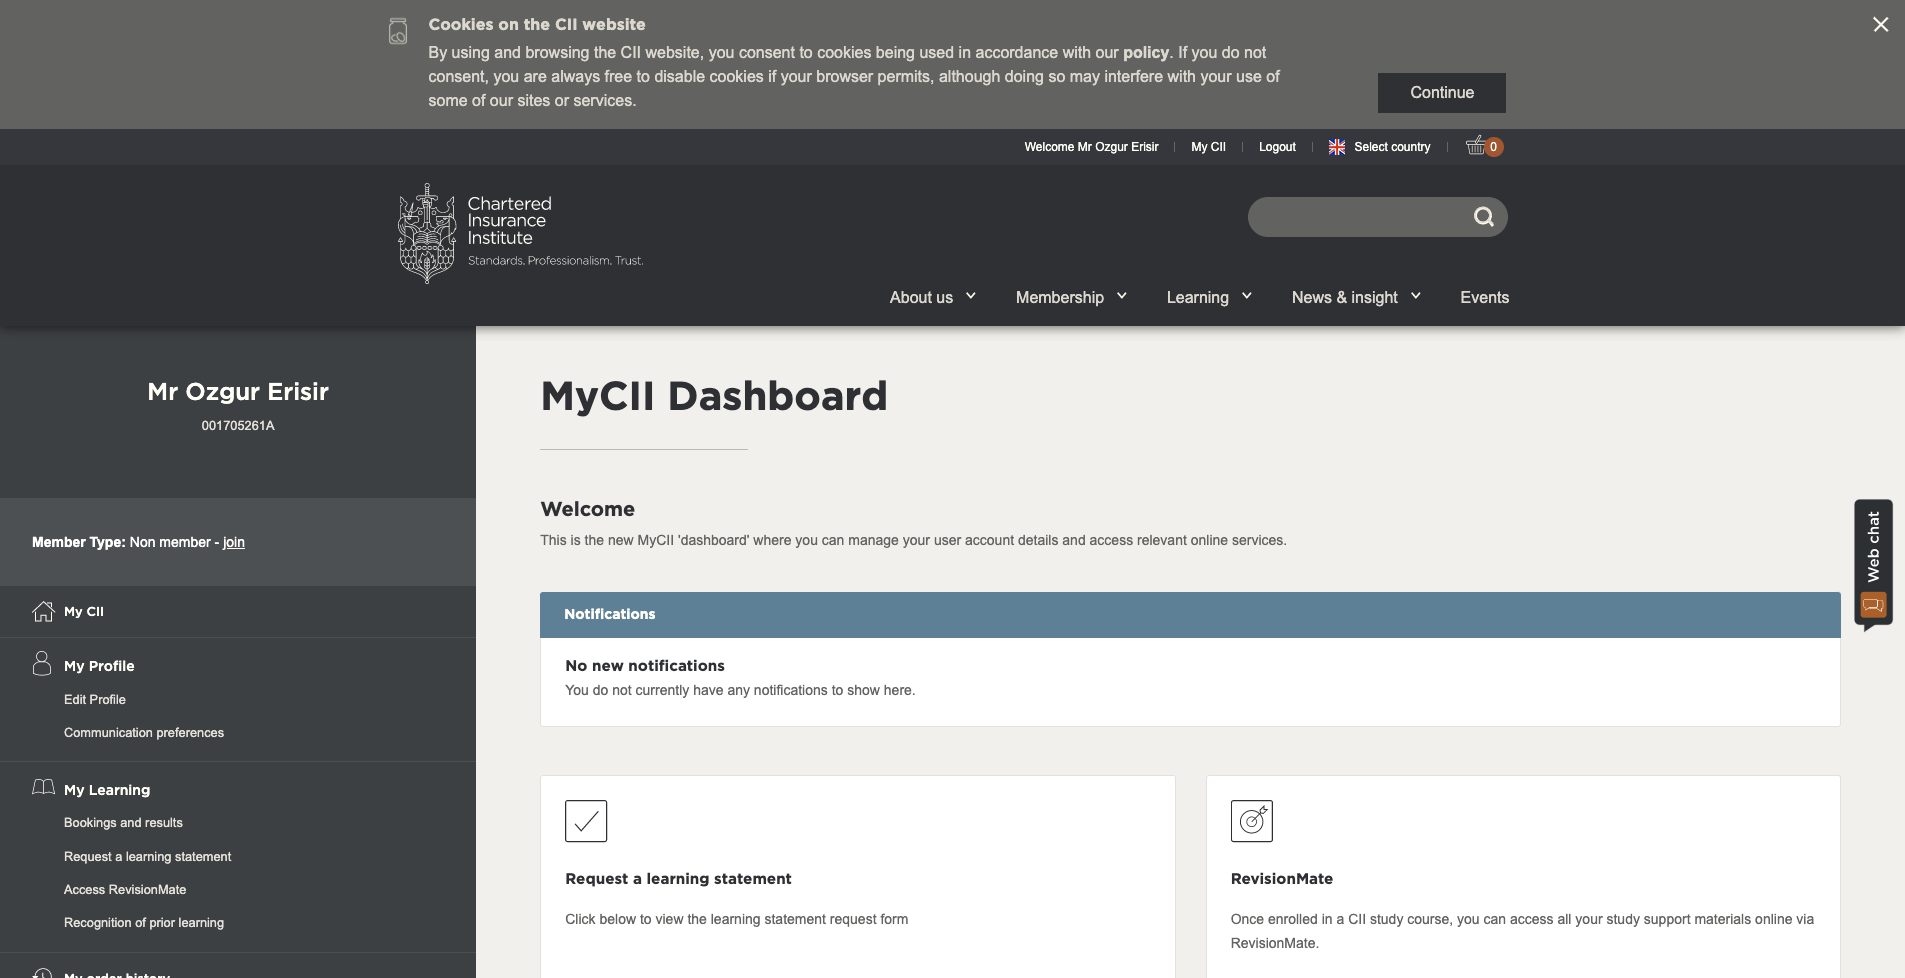 Cookies on the CII website
By using and browsing the CII website, you consent to cookies being used in accordance with our policy. If you do not
consent, you are always free to disable cookies if your browser permits, although doing so may interfere with your use of
some of our sites or services.
Continue
Welcome Mr Ozgur Erisir
My CII
Logout
Select country
0
Chartered
Insurance
Institute
Standards. Professionalism. Trust.
About us
Membership
Learning
News & insight
Events
Mr Ozgur Erisir
001705261A
Member Type: Non member - join
My CII
My Profile
Edit Profile
Communication preferences
My Learning
Bookings and results
Request a learning statement
Access RevisionMate
Recognition of prior learning
My order history
MyCII Dashboard
Welcome
This is the new MyCII 'dashboard' where you can manage your user account details and access relevant online services.
Notifications
No new notifications
You do not currently have any notifications to show here.
Request a learning statement
Click below to view the learning statement request form
RevisionMate
Once enrolled in a CII study course, you can access all your study support materials online via
RevisionMate.
Web chat